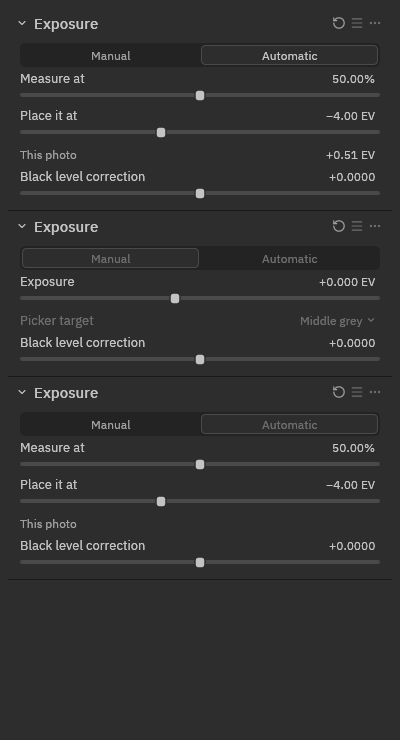 Exposure
Manual Automatic
Measure at 50.00%
Place it at −4.00 EV
This photo +0.51 EV
Black level correction +0.0000
Exposure
Manual Automatic
Exposure +0.000 EV
Picker target Middle grey
Black level correction +0.0000
Exposure
Manual Automatic
Measure at 50.00%
Place it at −4.00 EV
This photo
Black level correction +0.0000